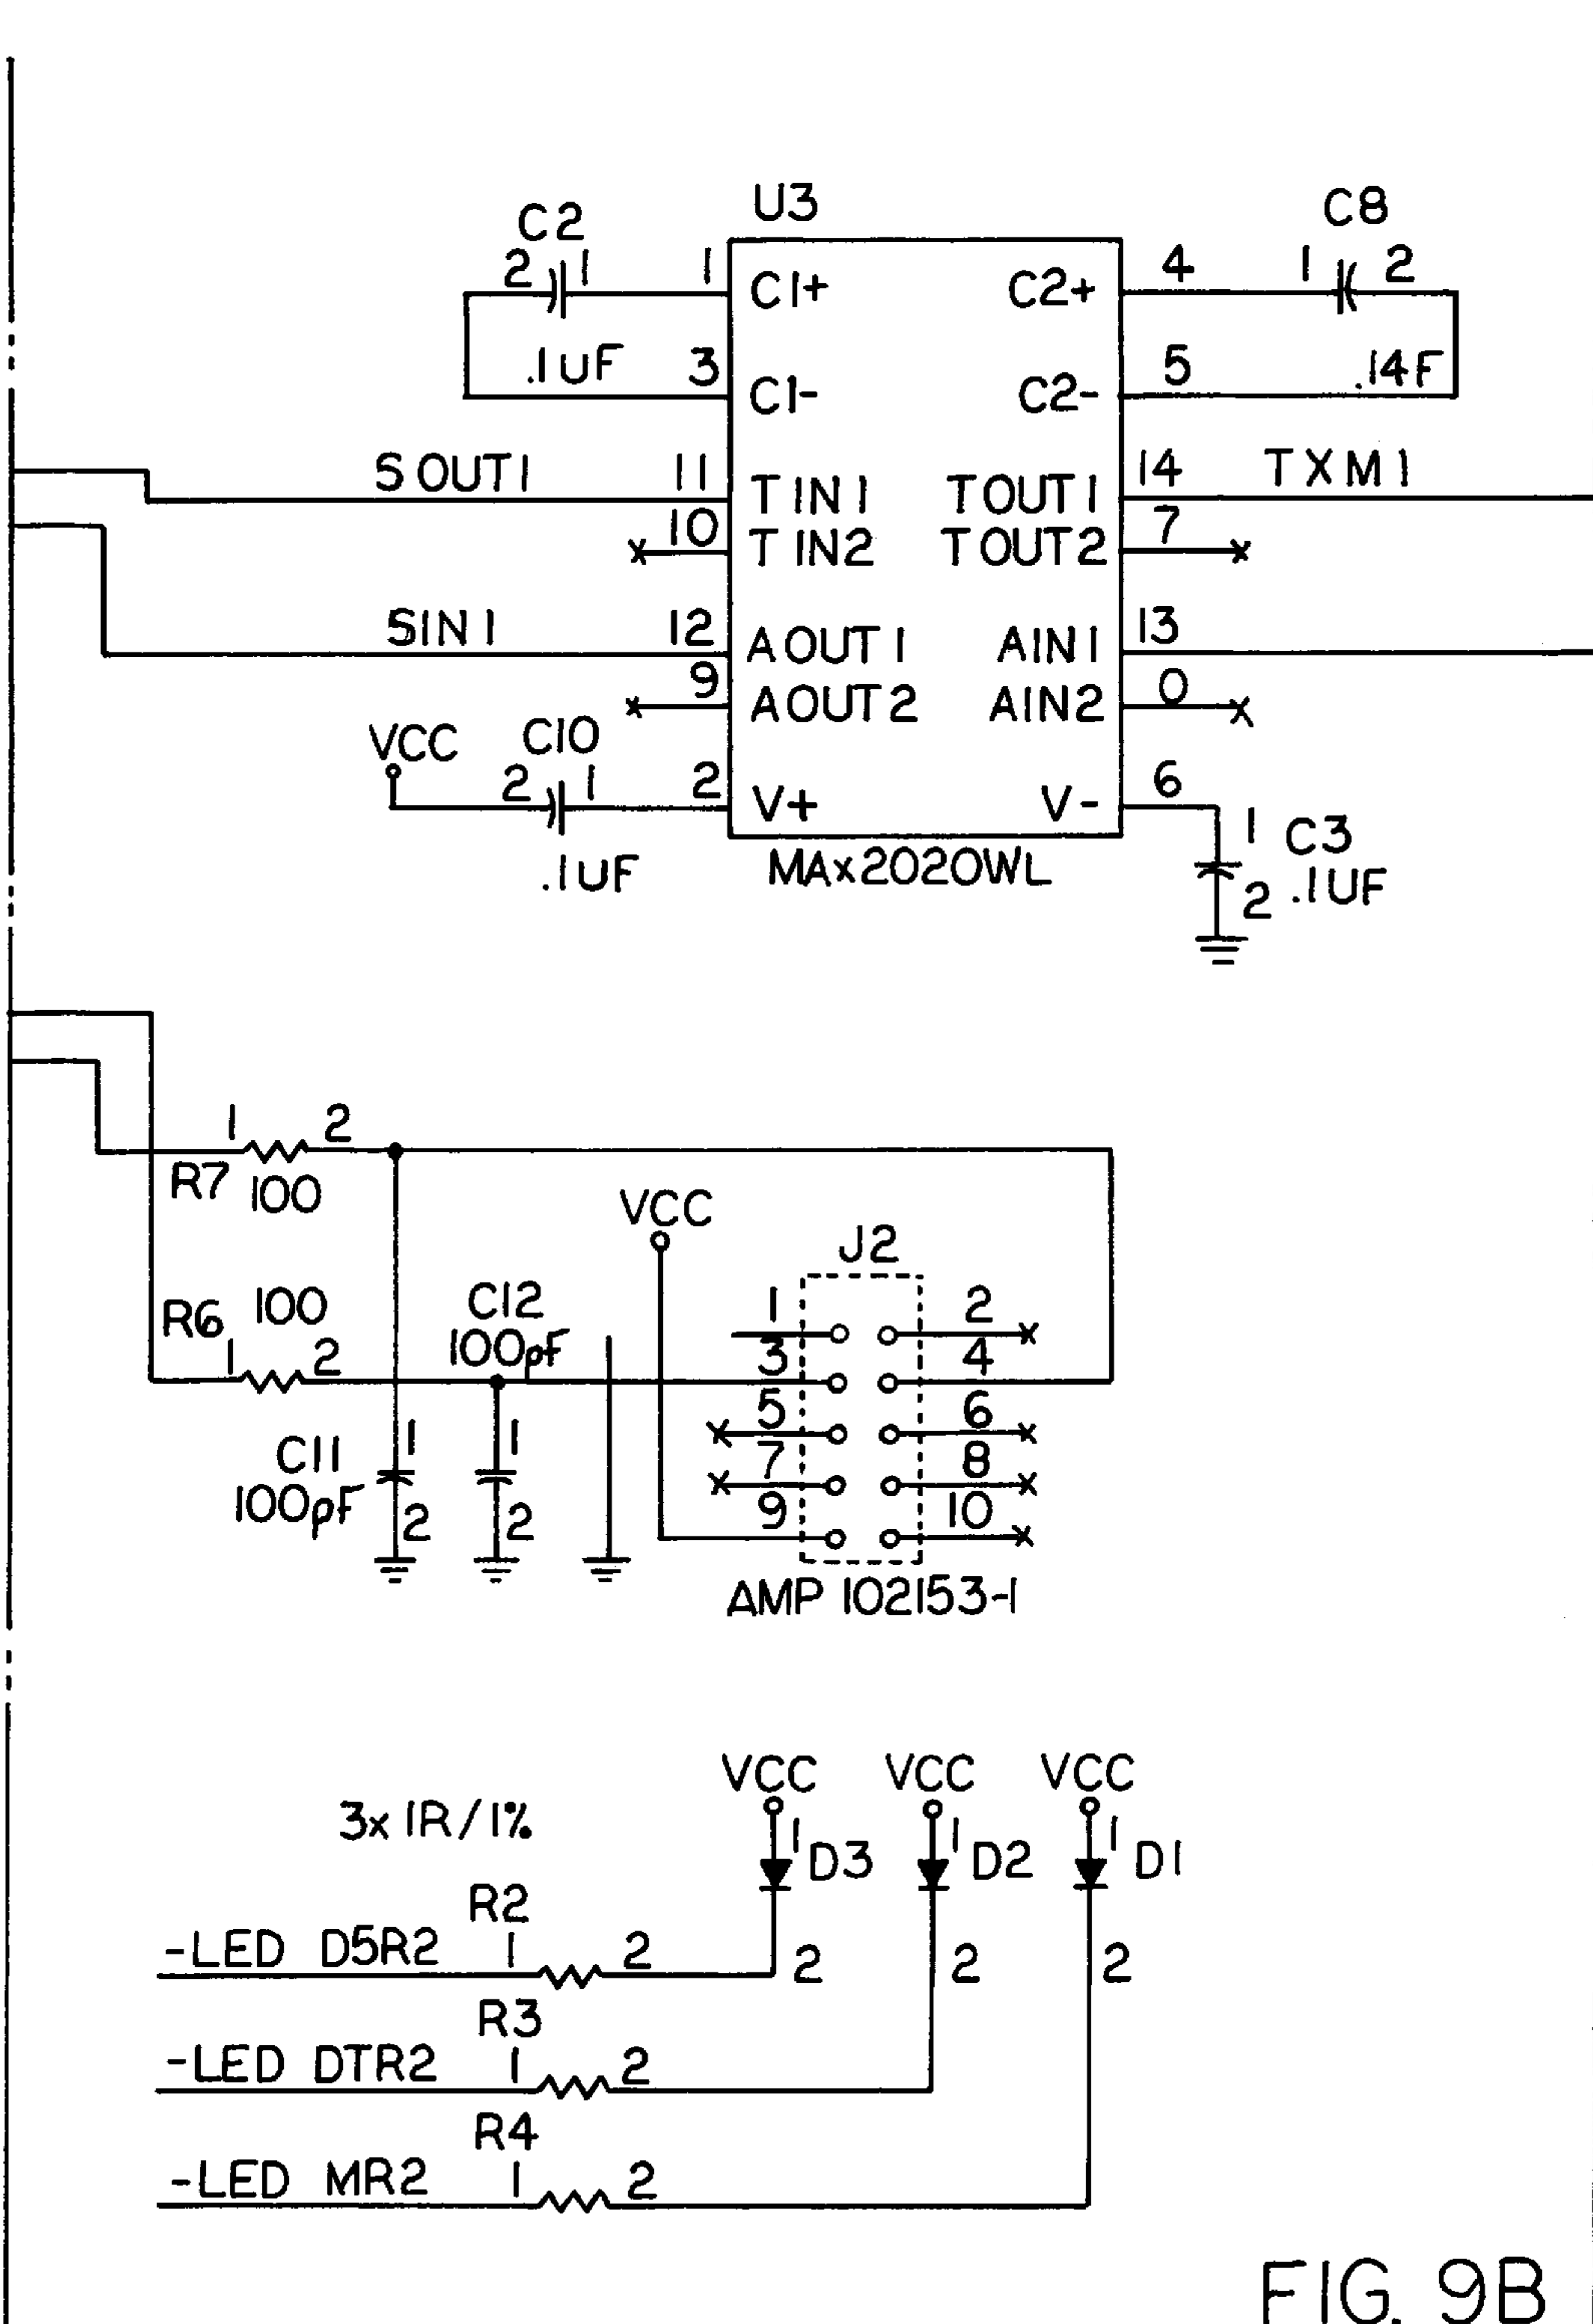 U3
C2
C8
2 1 1 C1+ C2+ 4 1 2
.1UF 3 C1- C2- 5 .14F
SOUT1 11 TIN1 TOUT1 14 TXM1
10 TIN2 TOUT2 7
SIN1 12 AOUT1 AIN1 13
9 AOUT2 AIN2 0
VCC C10
2 1 2 V+ V- 6
.1UF MAx2020WL
1 C3
2 .1UF
1 2
R7 100
VCC
J2
R6 100
C12
100pF
1 2
1 2
3 4
5 6
7 8
9 10
C11 1 1
100pF 2 2
AMP 102153-1
VCC VCC VCC
3x 1R/1%
1 D3 1 D2 1 D1
R2
-LED D5R2 1 2 2 2 2
R3
-LED DTR2 1 2
R4
-LED MR2 1 2
FIG. 9B